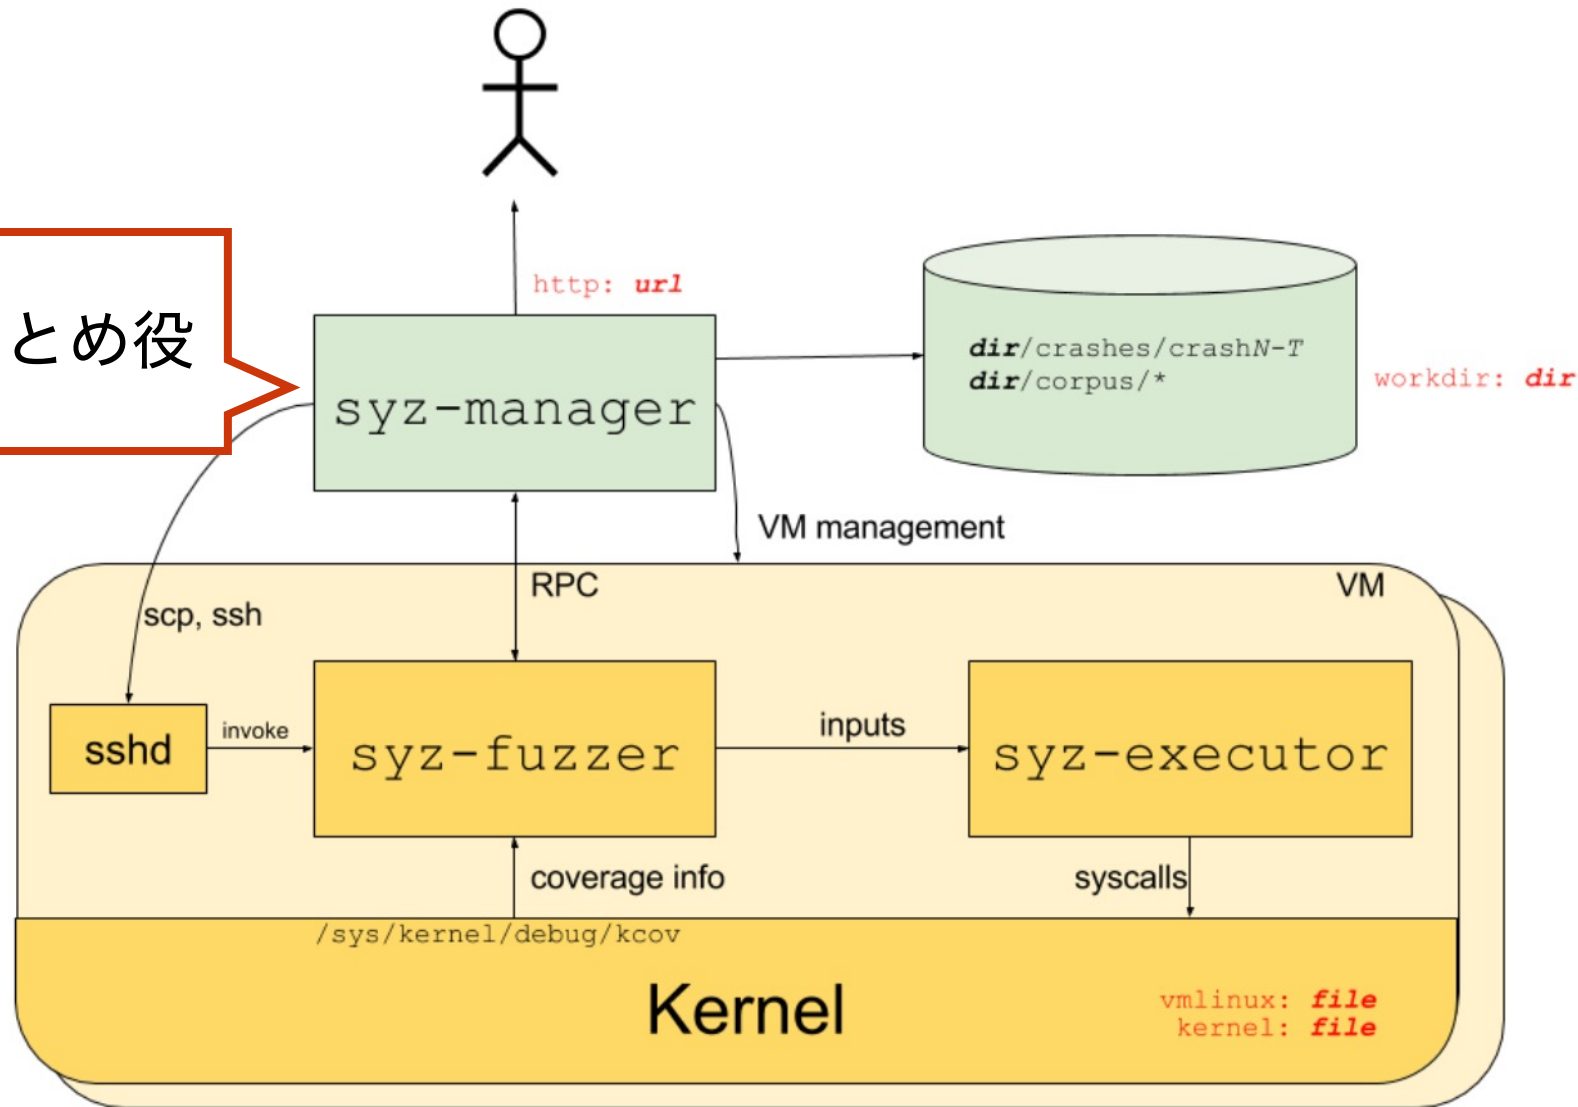 http: url
とめ役
syz-manager
dir/crashes/crashN-T
dir/corpus/*
workdir: dir
VM management
RPC
VM
scp, ssh
sshd
invoke
syz-fuzzer
inputs
syz-executor
coverage info
syscalls
/sys/kernel/debug/kcov
Kernel
vmlinux: file
kernel: file